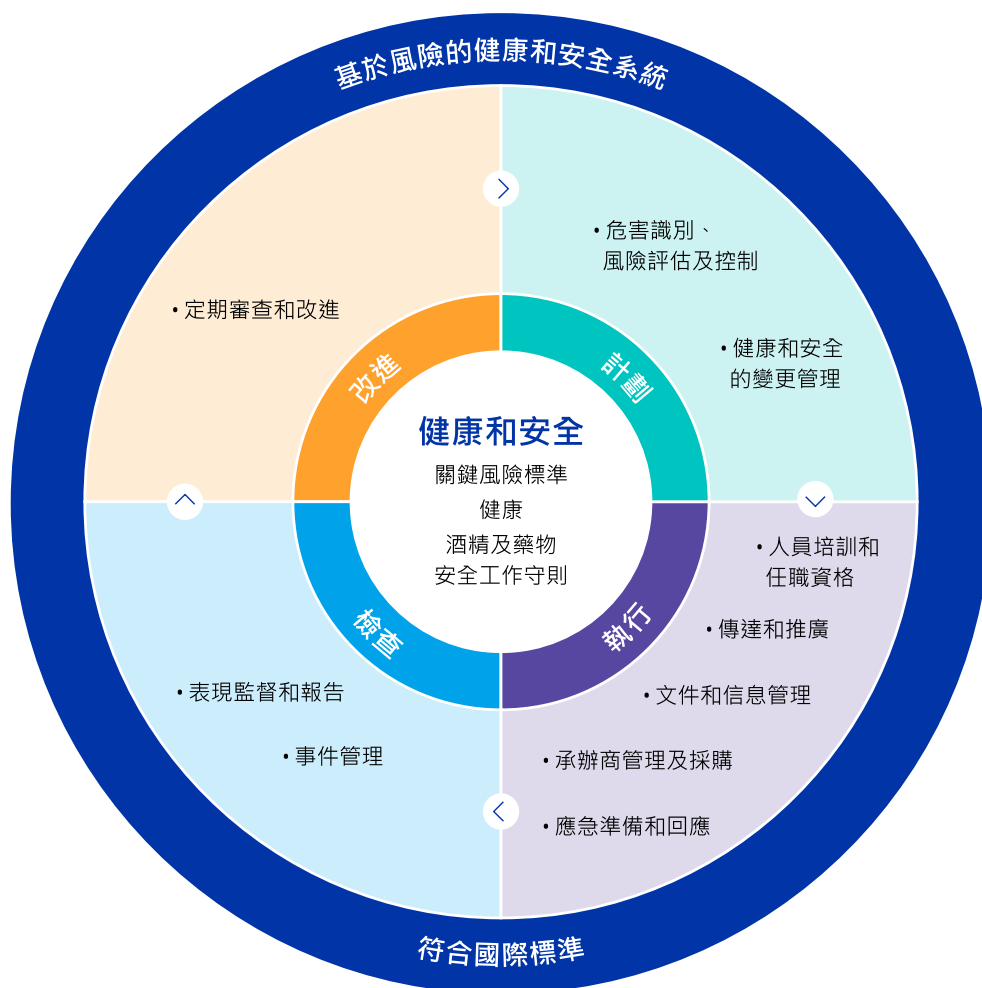 基於風險的健康和安全系統
• 危害識別、
風險評估及控制
• 健康和安全
的變更管理
計劃
• 人員培訓和
任職資格
• 傳達和推廣
• 文件和信息管理
• 承辦商管理及採購
• 應急準備和回應
執行
• 表現監督和報告
• 事件管理
檢查
• 定期審查和改進
改進
健康和安全
關鍵風險標準
健康
酒精及藥物
安全工作守則
符合國際標準